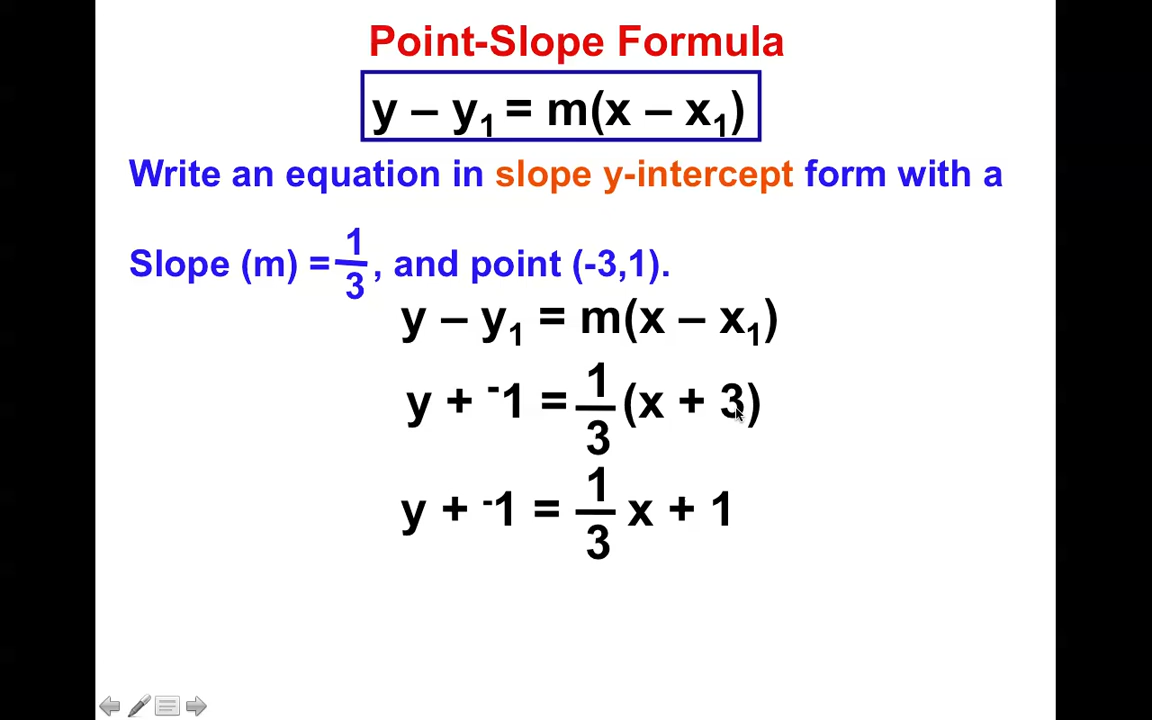 Point-Slope Formula
y – y₁ = m(x – x₁)
Write an equation in slope y-intercept form with a
Slope (m) = 1/3, and point (-3,1).
y – y₁ = m(x – x₁)
y + ⁻1 = 1/3(x + 3)
y + ⁻1 = 1/3 x + 1